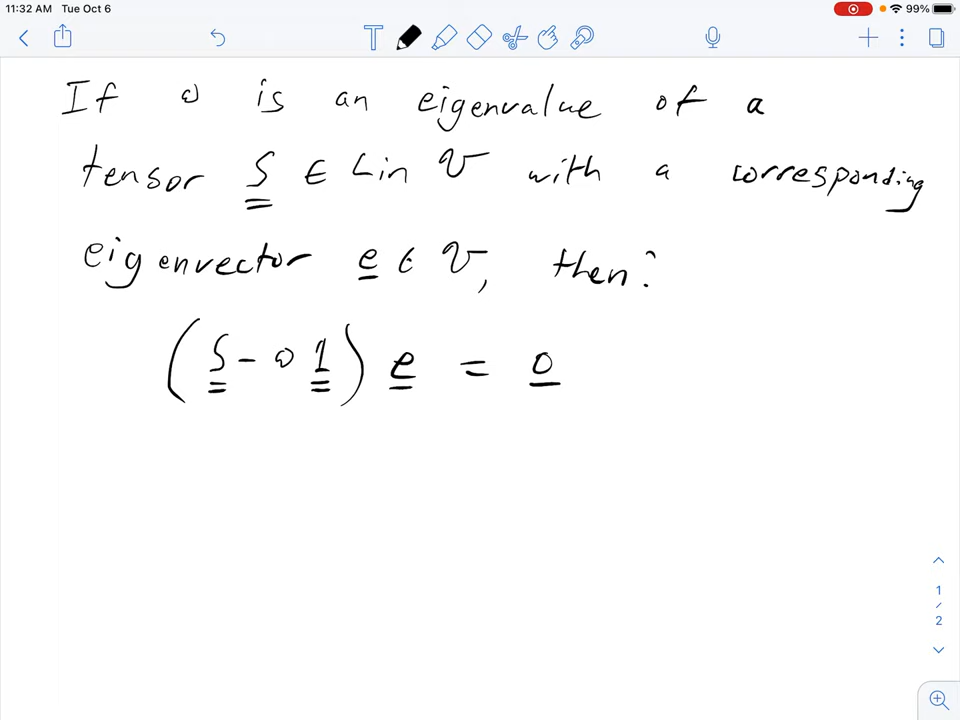 11:32 AM Tue Oct 6 99%
T
If ω is an eigenvalue of a
tensor S ∈ Lin V with a corresponding
eigenvector e ∈ V, then:
(S - ω 1) e = 0
1
/
2